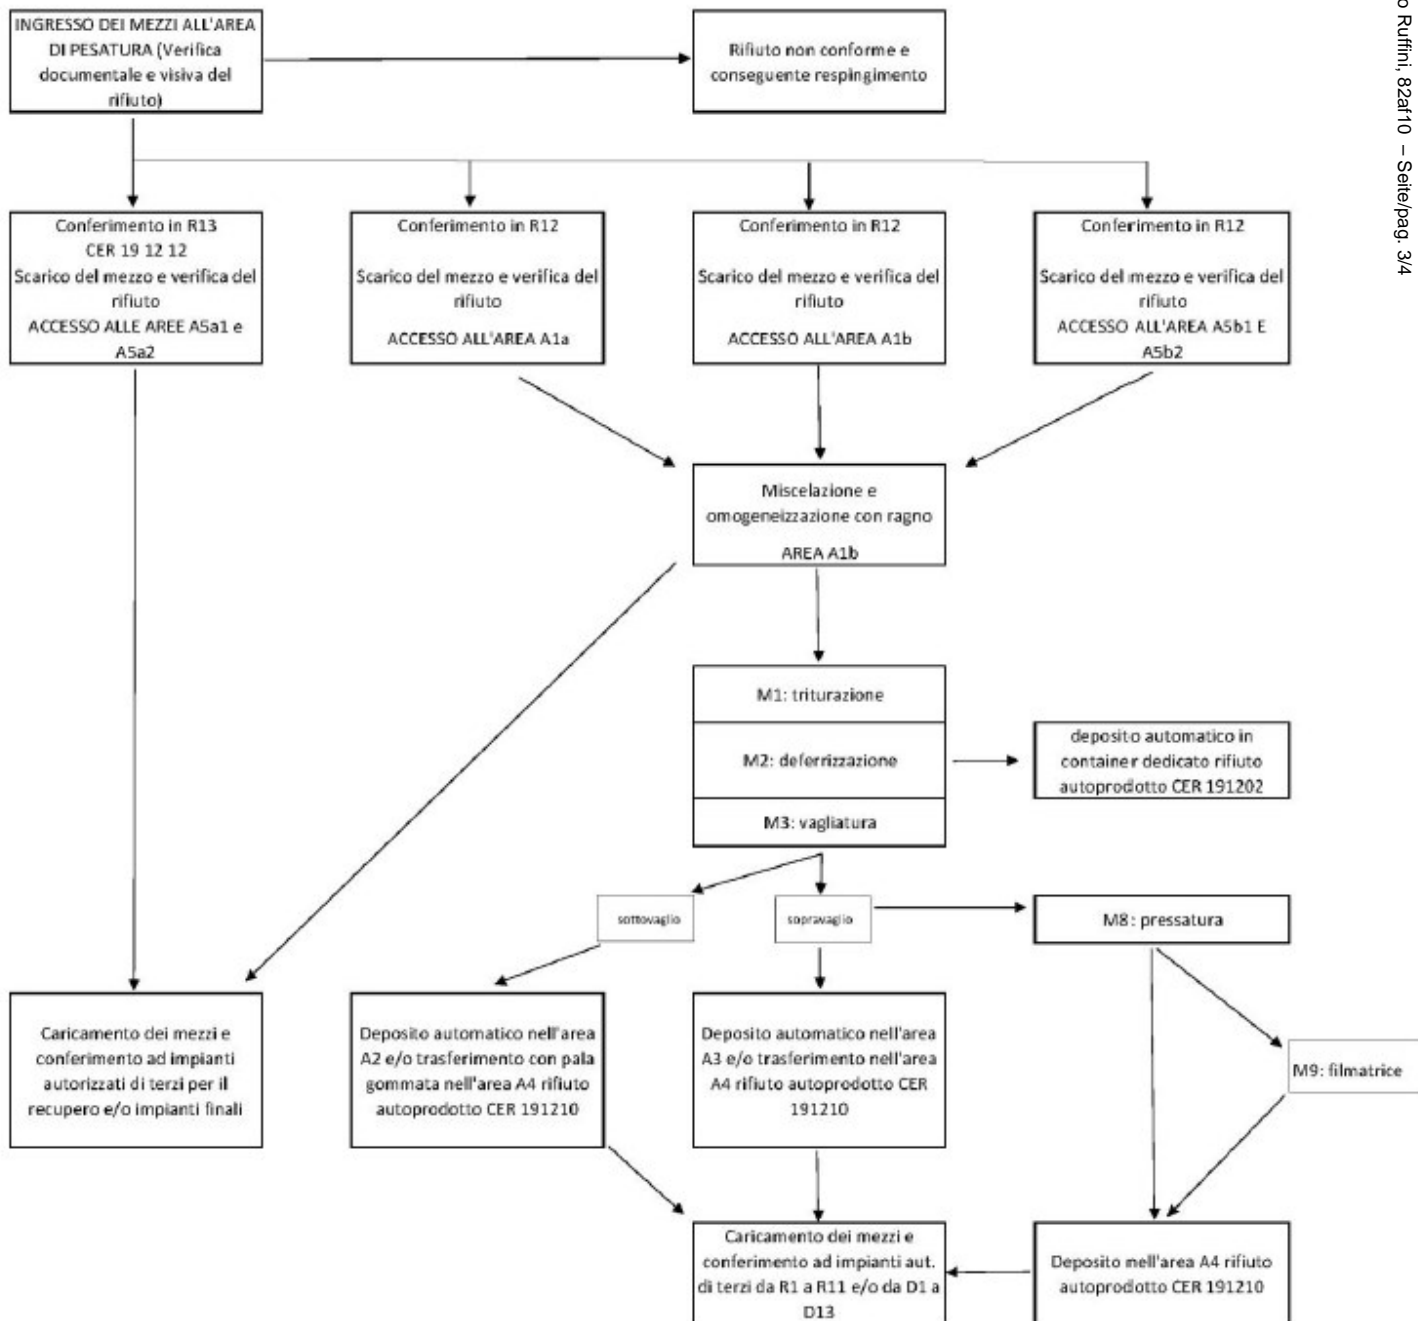 INGRESSO DEI MEZZI ALL'AREA
DI PESATURA (Verifica
documentale e visiva del
rifiuto)
Rifiuto non conforme e
conseguente respingimento
Conferimento in R13
CER 19 12 12
Scarico del mezzo e verifica del
rifiuto
ACCESSO ALLE AREE A5a1 e
A5a2
Conferimento in R12
Scarico del mezzo e verifica del
rifiuto
ACCESSO ALL'AREA A1a
Conferimento in R12
Scarico del mezzo e verifica del
rifiuto
ACCESSO ALL'AREA A1b
Conferimento in R12
Scarico del mezzo e verifica del
rifiuto
ACCESSO ALL'AREA A5b1 E
A5b2
Miscelazione e
omogeneizzazione con ragno
AREA A1b
M1: triturazione
M2: deferrizzazione
M3: vagliatura
deposito automatico in
container dedicato rifiuto
autoprodotto CER 191202
sottovaglio
sopravaglio
M8: pressatura
Caricamento dei mezzi e
conferimento ad impianti
autorizzati di terzi per il
recupero e/o impianti finali
Deposito automatico nell'area
A2 e/o trasferimento con pala
gommata nell'area A4 rifiuto
autoprodotto CER 191210
Deposito automatico nell'area
A3 e/o trasferimento nell'area
A4 rifiuto autoprodotto CER
191210
M9: filmatrice
Caricamento dei mezzi e
conferimento ad impianti aut.
di terzi da R1 a R11 e/o da D1 a
D13
Deposito nell'area A4 rifiuto
autoprodotto CER 191210
o Ruffini, 82af10 – Seite/pag. 3/4